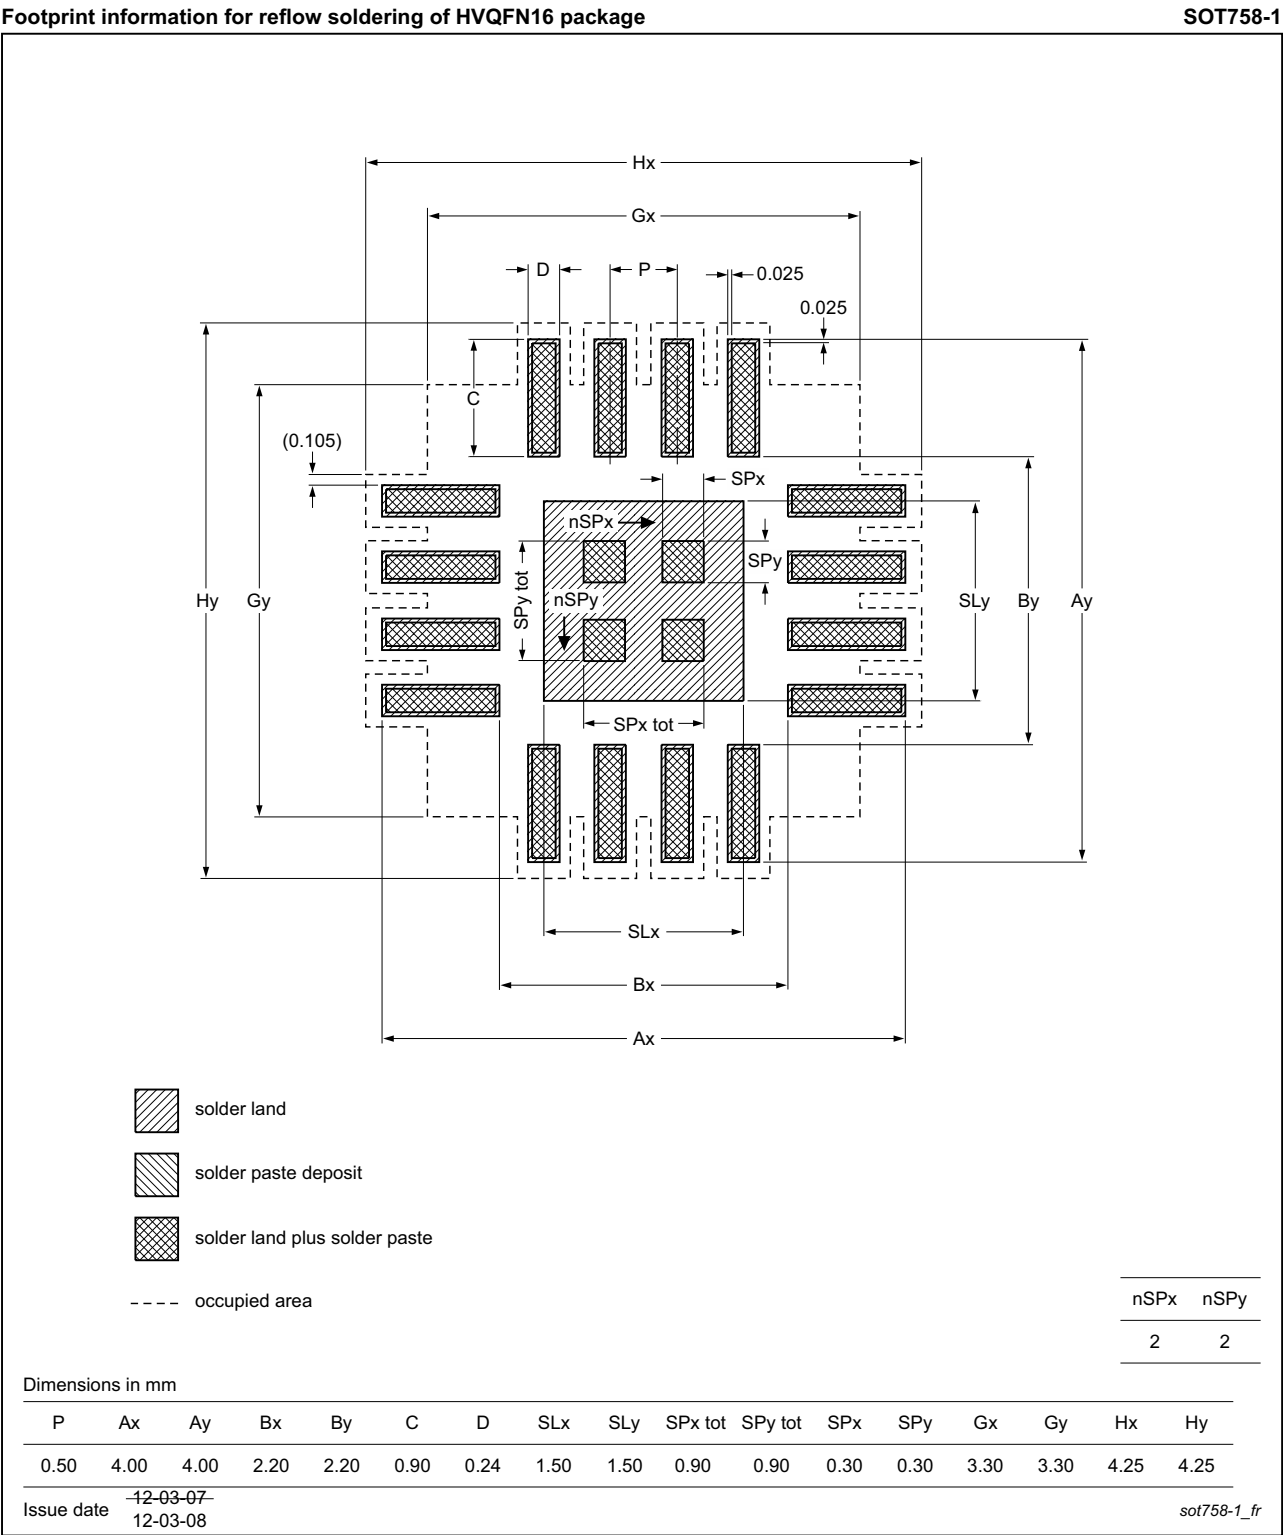 Footprint information for reflow soldering of HVQFN16 package SOT758-1
Hx
Gx
D P 0.025
0.025
C
(0.105)
SPx
nSPx
SPy
SPy tot
nSPy
Hy Gy SLy By Ay
SPx tot
SLx
Bx
Ax
solder land
solder paste deposit
solder land plus solder paste
occupied area
nSPx nSPy
2 2
Dimensions in mm
P Ax Ay Bx By C D SLx SLy SPx tot SPy tot SPx SPy Gx Gy Hx Hy
0.50 4.00 4.00 2.20 2.20 0.90 0.24 1.50 1.50 0.90 0.90 0.30 0.30 3.30 3.30 4.25 4.25
Issue date 12-03-07
12-03-08
sot758-1_fr